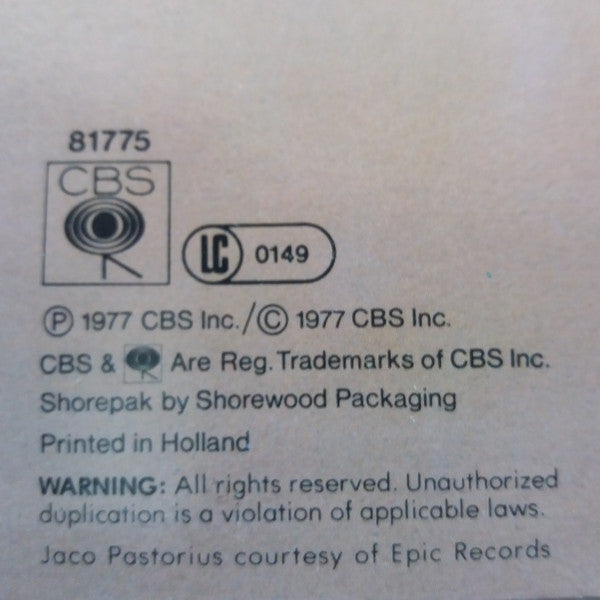 81775
CBS
LC 0149
Ⓟ 1977 CBS Inc./Ⓒ 1977 CBS Inc.
CBS & Are Reg. Trademarks of CBS Inc.
Shorepak by Shorewood Packaging
Printed in Holland
WARNING: All rights reserved. Unauthorized
duplication is a violation of applicable laws.
Jaco Pastorius courtesy of Epic Records